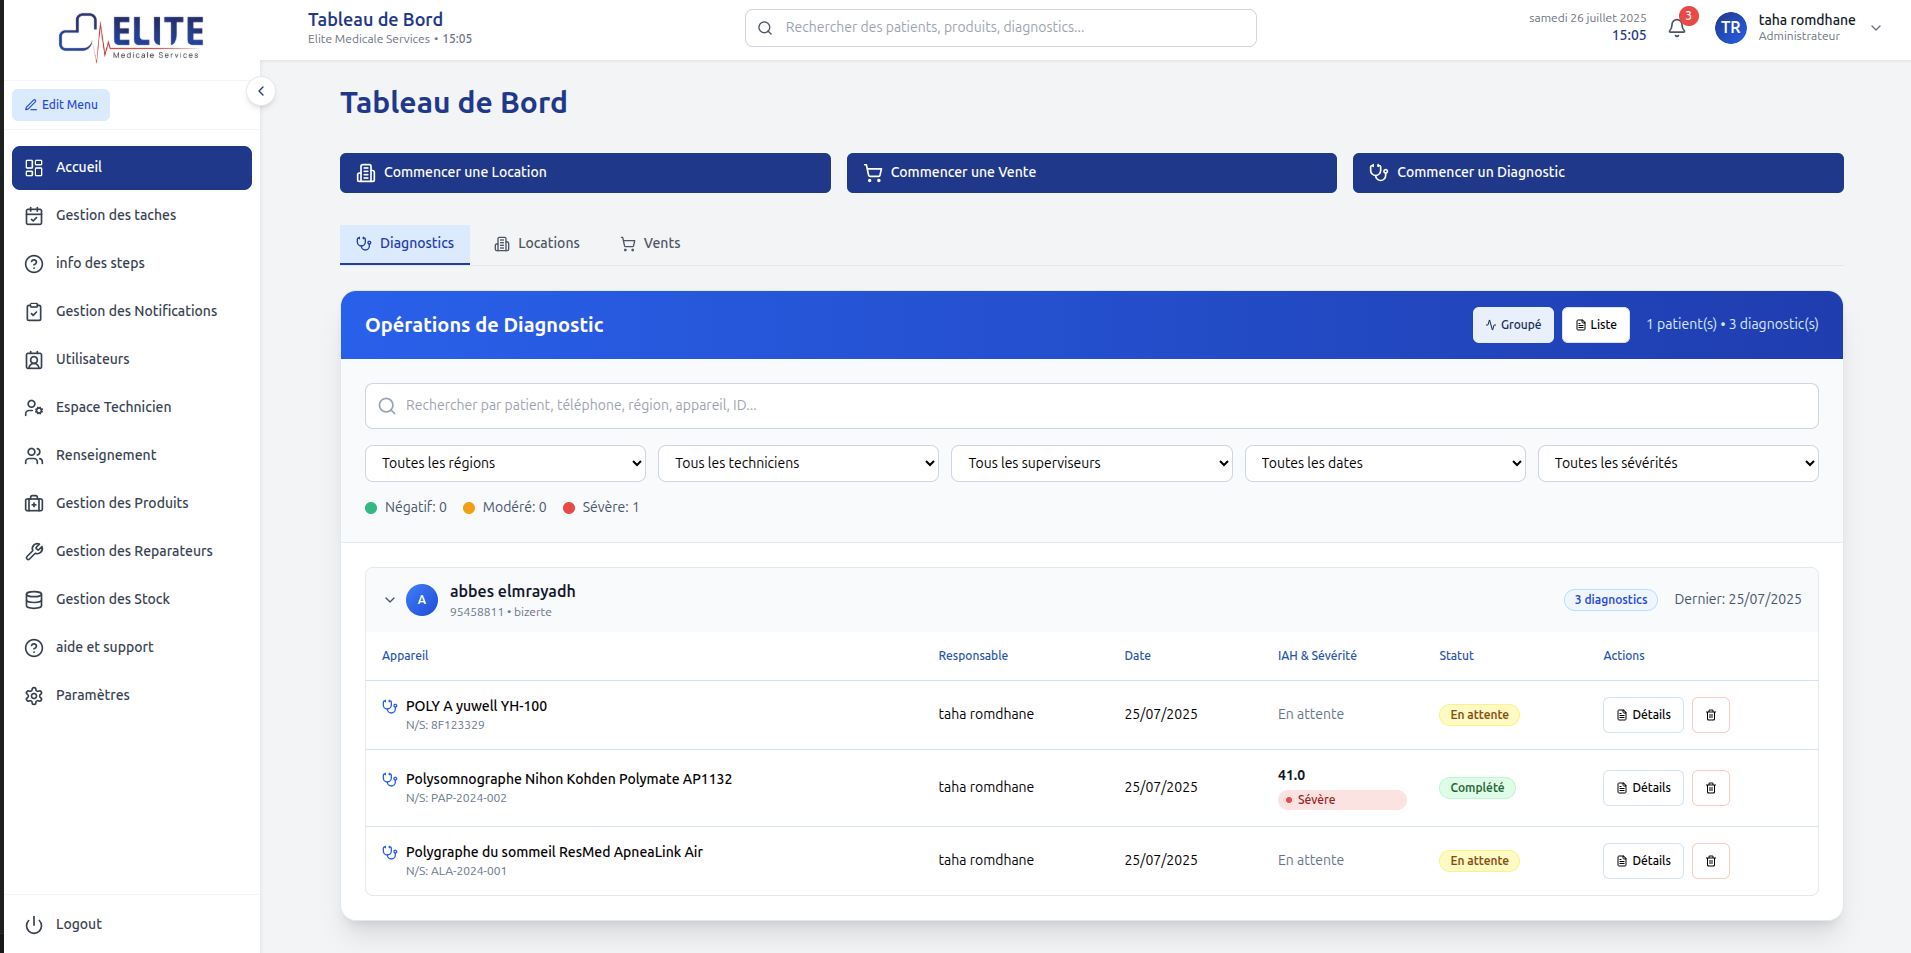 ELITE
Medicale Services
Tableau de Bord
Elite Medicale Services • 15:05
Rechercher des patients, produits, diagnostics...
samedi 26 juillet 2025
15:05
3
TR
taha romdhane
Administrateur
Edit Menu
Accueil
Gestion des taches
info des steps
Gestion des Notifications
Utilisateurs
Espace Technicien
Renseignement
Gestion des Produits
Gestion des Reparateurs
Gestion des Stock
aide et support
Paramètres
Logout
Tableau de Bord
Commencer une Location
Commencer une Vente
Commencer un Diagnostic
Diagnostics
Locations
Vents
Opérations de Diagnostic
Groupé
Liste
1 patient(s) • 3 diagnostic(s)
Rechercher par patient, téléphone, région, appareil, ID...
Toutes les régions
Tous les techniciens
Tous les superviseurs
Toutes les dates
Toutes les sévérités
Négatif: 0
Modéré: 0
Sévère: 1
A
abbes elmrayadh
95458811 • bizerte
3 diagnostics
Dernier: 25/07/2025
Appareil Responsable Date IAH & Sévérité Statut Actions
POLY A yuwell YH-100
N/S: 8F123329
taha romdhane
25/07/2025
En attente
En attente
Détails
Polysomnographe Nihon Kohden Polymate AP1132
N/S: PAP-2024-002
taha romdhane
25/07/2025
41.0
Sévère
Complété
Détails
Polygraphe du sommeil ResMed ApneaLink Air
N/S: ALA-2024-001
taha romdhane
25/07/2025
En attente
En attente
Détails